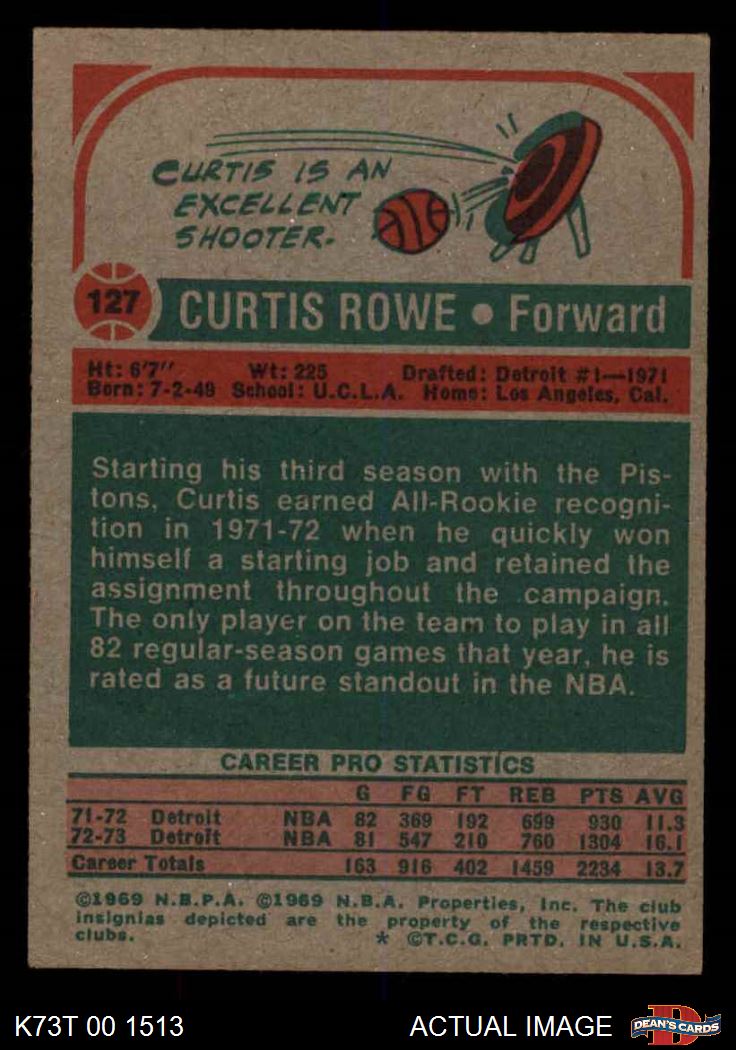 CURTIS IS AN
EXCELLENT
SHOOTER.
127 CURTIS ROWE • Forward
Ht: 6'7" Wt: 225 Drafted: Detroit #1—1971
Born: 7-2-49 School: U.C.L.A. Home: Los Angeles, Cal.
Starting his third season with the Pis-
tons, Curtis earned All-Rookie recogni-
tion in 1971-72 when he quickly won
himself a starting job and retained the
assignment throughout the campaign.
The only player on the team to play in all
82 regular-season games that year, he is
rated as a future standout in the NBA.
CAREER PRO STATISTICS
G FG FT REB PTS AVG
71-72 Detroit NBA 82 369 192 699 930 11.3
72-73 Detroit NBA 81 547 210 760 1304 16.1
Career Totals 163 916 402 1459 2234 13.7
©1969 N.B.P.A. ©1969 N.B.A. Properties, Inc. The club
insignias depicted are the property of the respective
clubs. * ©T.C.G. PRTD. IN U.S.A.
K73T 00 1513 ACTUAL IMAGE D DEAN'S CARDS